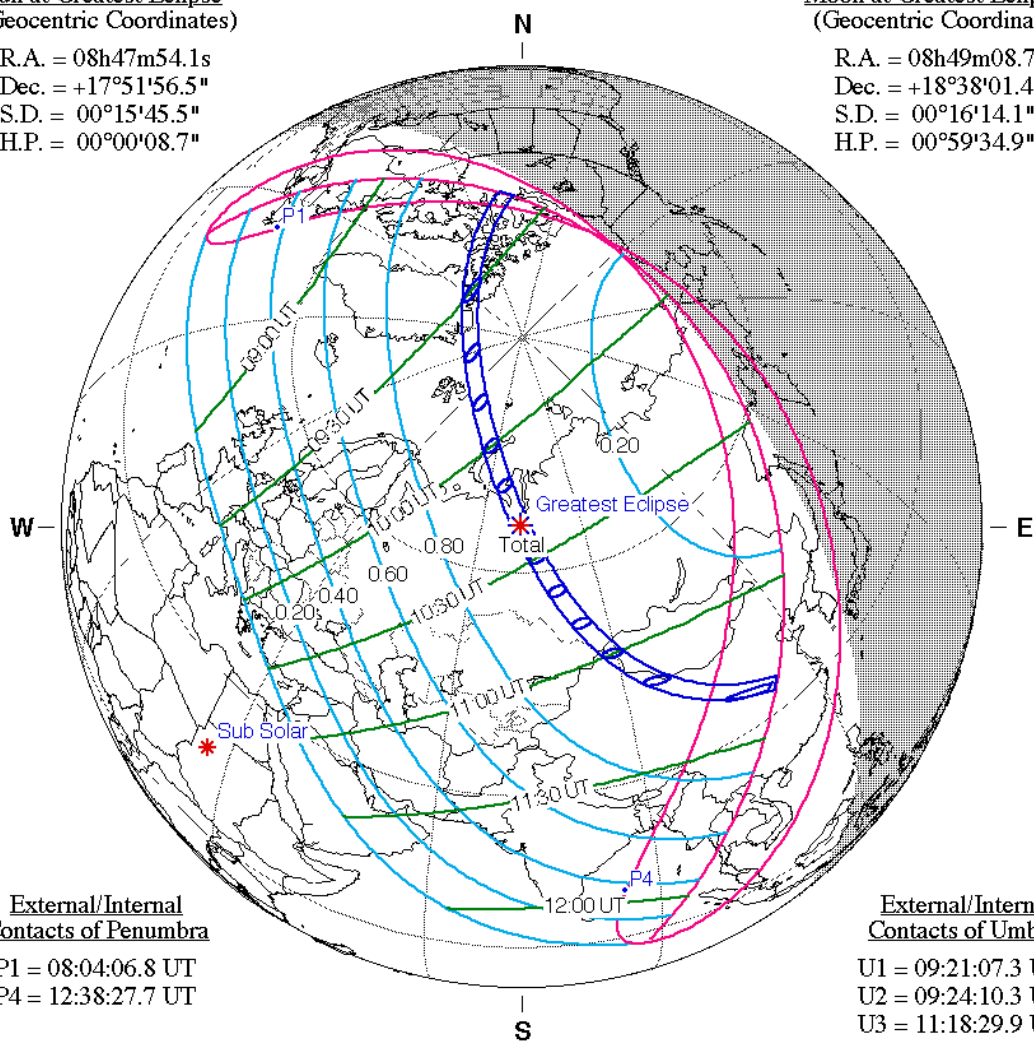 (Geocentric Coordinates)
R.A. = 08h47m54.1s
Dec. = +17°51'56.5"
S.D. = 00°15'45.5"
H.P. = 00°00'08.7"
N
Moon at Greatest
(Geocentric
R.A. = 08h49m08.7
Dec. = +18°38'01.4
S.D. = 00°16'14.1"
H.P. = 00°59'34.9"
P1
09:00 UT
09:30 UT
0.20
10:00 UT
Greatest Eclipse
W
E
Total
0.80
0.60
0.40
0.20
10:30 UT
11:00 UT
Sub Solar
11:30 UT
P4
12:00 UT
External/Internal
Contacts of Penumbra
P1 = 08:04:06.8 UT
P4 = 12:38:27.7 UT
S
Contacts of
U1 = 09:21:07.3
U2 = 09:24:10.3
U3 = 11:18:29.9